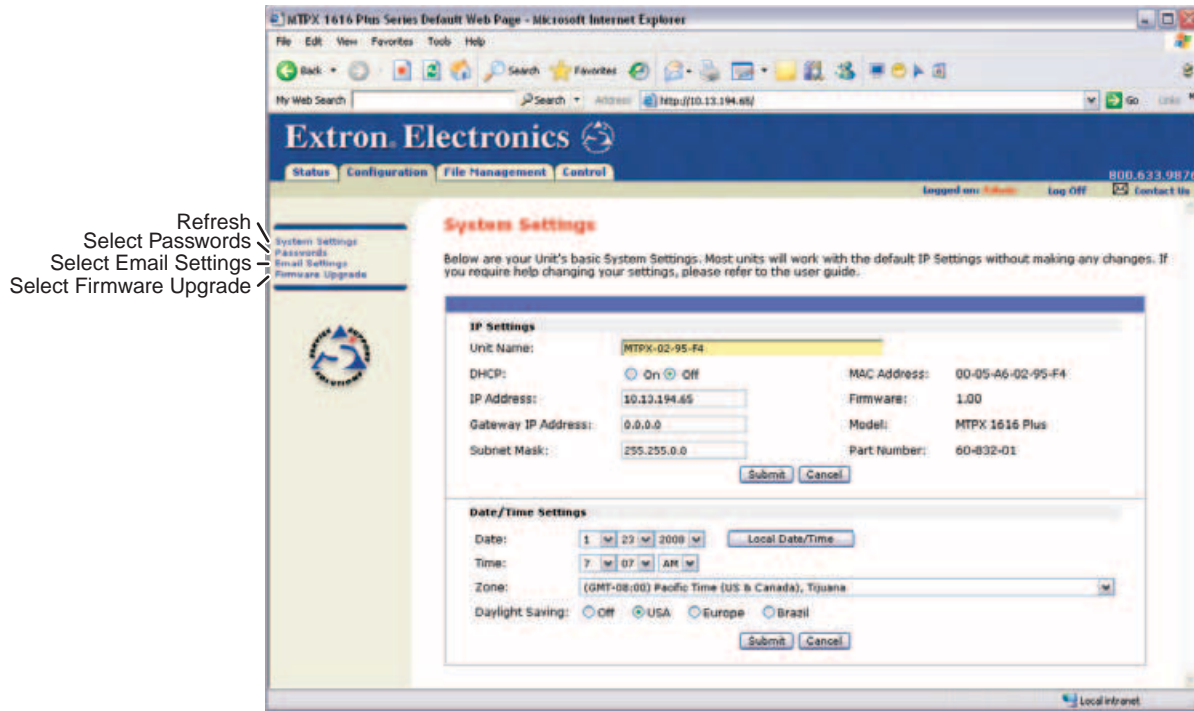 MTPX 1616 Plus Series Default Web Page - Microsoft Internet Explorer
File Edit View Favorites Tools Help
Back Search Favorites
My Web Search Search Address http://10.13.194.65/ Go Links
Extron. Electronics
Status Configuration File Management Control
800.633.9876
Logged on: Admin Log Off Contact Us
Refresh
Select Passwords
Select Email Settings
Select Firmware Upgrade
System Settings
Passwords
Email Settings
Firmware Upgrade
System Settings
Below are your Unit's basic System Settings. Most units will work with the default IP Settings without making any changes. If
you require help changing your settings, please refer to the user guide.
IP Settings
Unit Name: MTPX-02-95-F4
DHCP: On Off MAC Address: 00-05-A6-02-95-F4
IP Address: 10.13.194.65 Firmware: 1.00
Gateway IP Address: 0.0.0.0 Model: MTPX 1616 Plus
Subnet Mask: 255.255.0.0 Part Number: 60-832-01
Submit Cancel
Date/Time Settings
Date: 1 23 2008 Local Date/Time
Time: 7 07 AM
Zone: (GMT-08:00) Pacific Time (US & Canada), Tijuana
Daylight Saving: Off USA Europe Brazil
Submit Cancel
SERVICE SUPPORT
SOLUTIONS
Local intranet